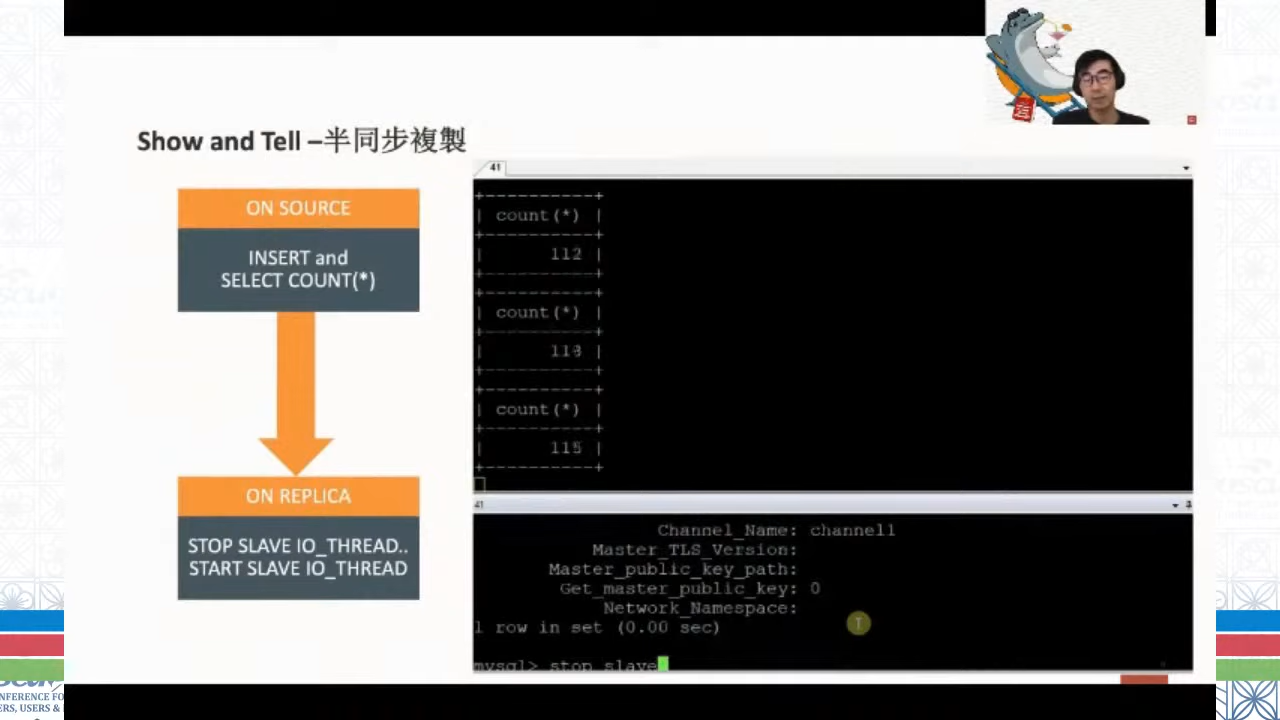 Show and Tell –半同步複製
ON SOURCE
INSERT and
SELECT COUNT(*)
ON REPLICA
STOP SLAVE IO_THREAD..
START SLAVE IO_THREAD
41
+----------+
| count(*) |
+----------+
| 112 |
+----------+
+----------+
| count(*) |
+----------+
+----------+
+----------+
| count(*) |
+----------+
| 115 |
+----------+
41
Channel_Name: channel1
Master_TLS_Version:
Master_public_key_path:
Get_master_public_key: 0
Network_Namespace:
1 row in set (0.00 sec)
mysql> stop slave